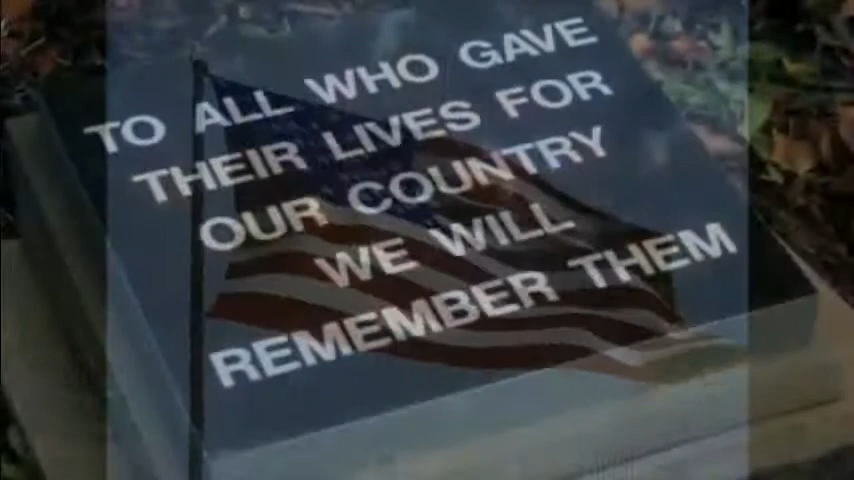 TO ALL WHO GAVE
THEIR LIVES FOR
OUR COUNTRY
WE WILL
REMEMBER THEM